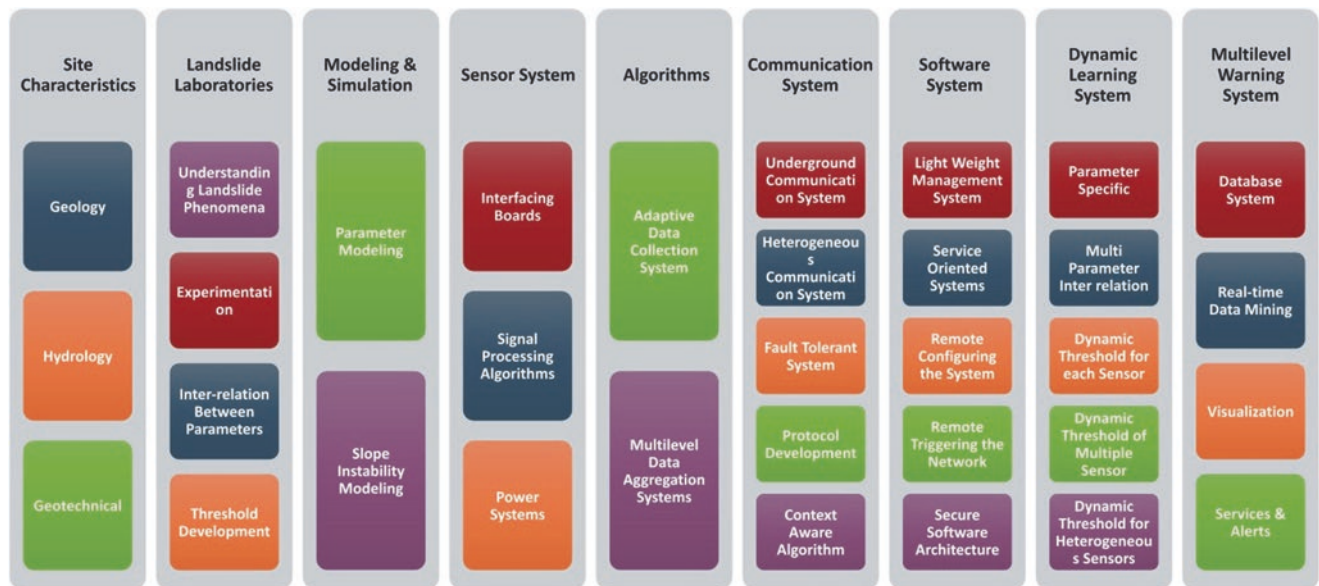 Site
Characteristics
Geology
Hydrology
Geotechnical
Landslide
Laboratories
Understandin
g Landslide
Phenomena
Experimentati
on
Inter-relation
Between
Parameters
Threshold
Development
Modeling &
Simulation
Parameter
Modeling
Slope
Instability
Modeling
Sensor System
Interfacing
Boards
Signal
Processing
Algorithms
Power
Systems
Algorithms
Adaptive
Data
Collection
System
Multilevel
Data
Aggregation
Systems
Communication
System
Underground
Communicati
on System
Heterogeneou
s
Communicati
on System
Fault Tolerant
System
Protocol
Development
Context
Aware
Algorithm
Software
System
Light Weight
Management
System
Service
Oriented
Systems
Remote
Configuring
the System
Remote
Triggering the
Network
Secure
Software
Architecture
Dynamic
Learning
System
Parameter
Specific
Multi
Parameter
Inter relation
Dynamic
Threshold for
each Sensor
Dynamic
Threshold of
Multiple
Sensor
Dynamic
Threshold for
Heterogeneou
s Sensors
Multilevel
Warning
System
Database
System
Real-time
Data Mining
Visualization
Services &
Alerts